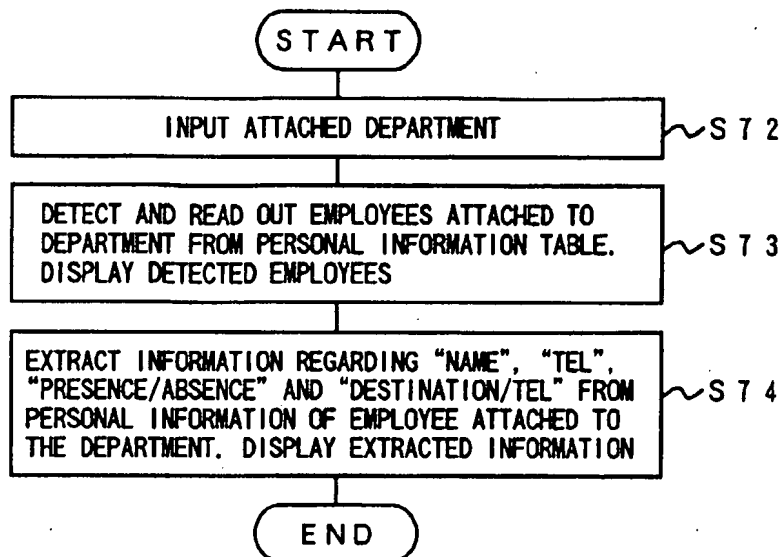 START
INPUT ATTACHED DEPARTMENT
S72
DETECT AND READ OUT EMPLOYEES ATTACHED TO
DEPARTMENT FROM PERSONAL INFORMATION TABLE.
DISPLAY DETECTED EMPLOYEES
S73
EXTRACT INFORMATION REGARDING “NAME”, “TEL”,
“PRESENCE/ABSENCE” AND “DESTINATION/TEL” FROM
PERSONAL INFORMATION OF EMPLOYEE ATTACHED TO
THE DEPARTMENT. DISPLAY EXTRACTED INFORMATION
S74
END